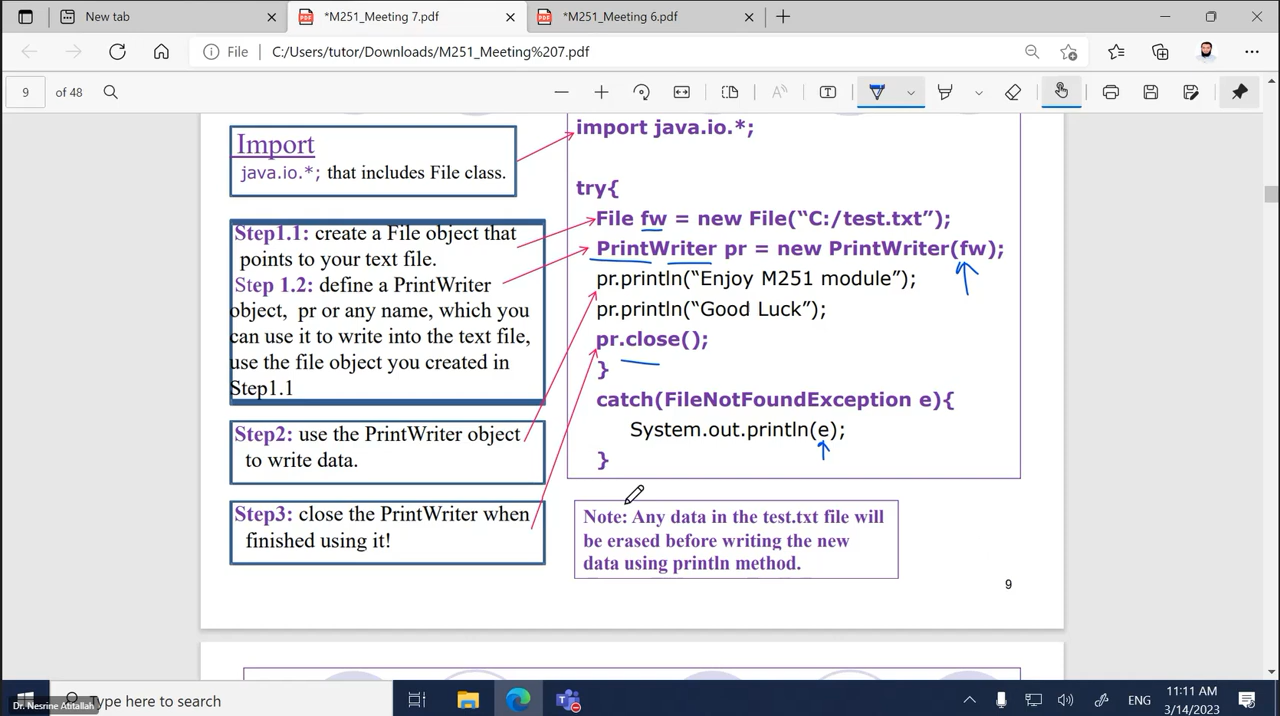 New tab
*M251_Meeting 7.pdf
*M251_Meeting 6.pdf
File
C:/Users/tutor/Downloads/M251_Meeting%207.pdf
9
of 48
Import
java.io.*; that includes File class.
Step1.1: create a File object that
points to your text file.
Step 1.2: define a PrintWriter
object, pr or any name, which you
can use it to write into the text file,
use the file object you created in
Step1.1
Step2: use the PrintWriter object
to write data.
Step3: close the PrintWriter when
finished using it!
import java.io.*;
try{
File fw = new File(“C:/test.txt”);
PrintWriter pr = new PrintWriter(fw);
pr.println(“Enjoy M251 module”);
pr.println(“Good Luck”);
pr.close();
}
catch(FileNotFoundException e){
System.out.println(e);
}
Note: Any data in the test.txt file will
be erased before writing the new
data using println method.
9
Type here to search
Dr. Nesrine Atitallah
ENG
11:11 AM
3/14/2023